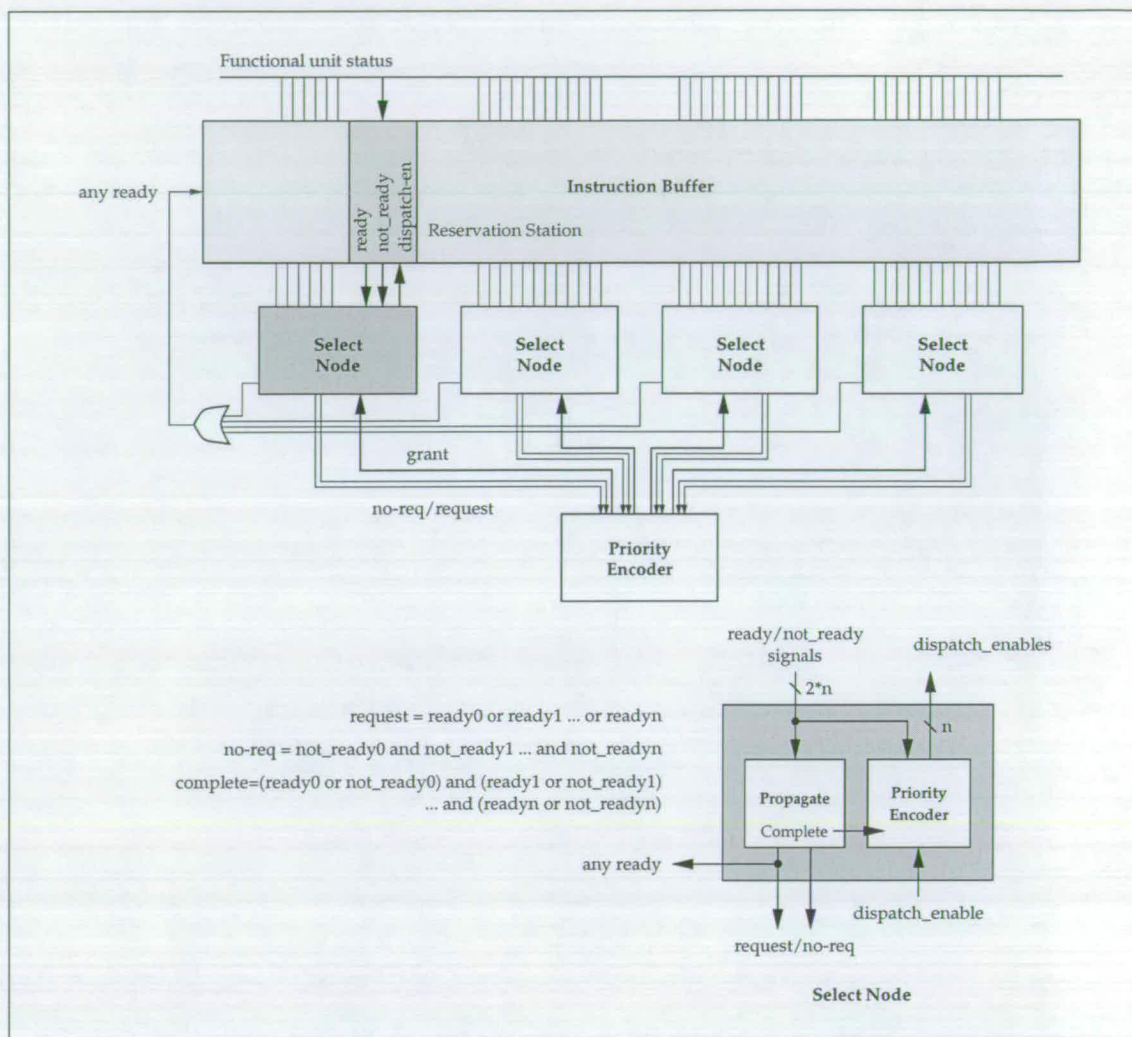 Functional unit status
any ready
ready
not_ready
dispatch-en
Instruction Buffer
Reservation Station
Select
Node
Select
Node
Select
Node
Select
Node
grant
no-req/request
Priority
Encoder
ready/not_ready
signals
dispatch_enables
2*n
n
request = ready0 or ready1 ... or readyn
no-req = not_ready0 and not_ready1 ... and not_readyn
complete=(ready0 or not_ready0) and (ready1 or not_ready1)
... and (readyn or not_readyn)
Propagate
Complete
Priority
Encoder
any ready
dispatch_enable
request/no-req
Select Node